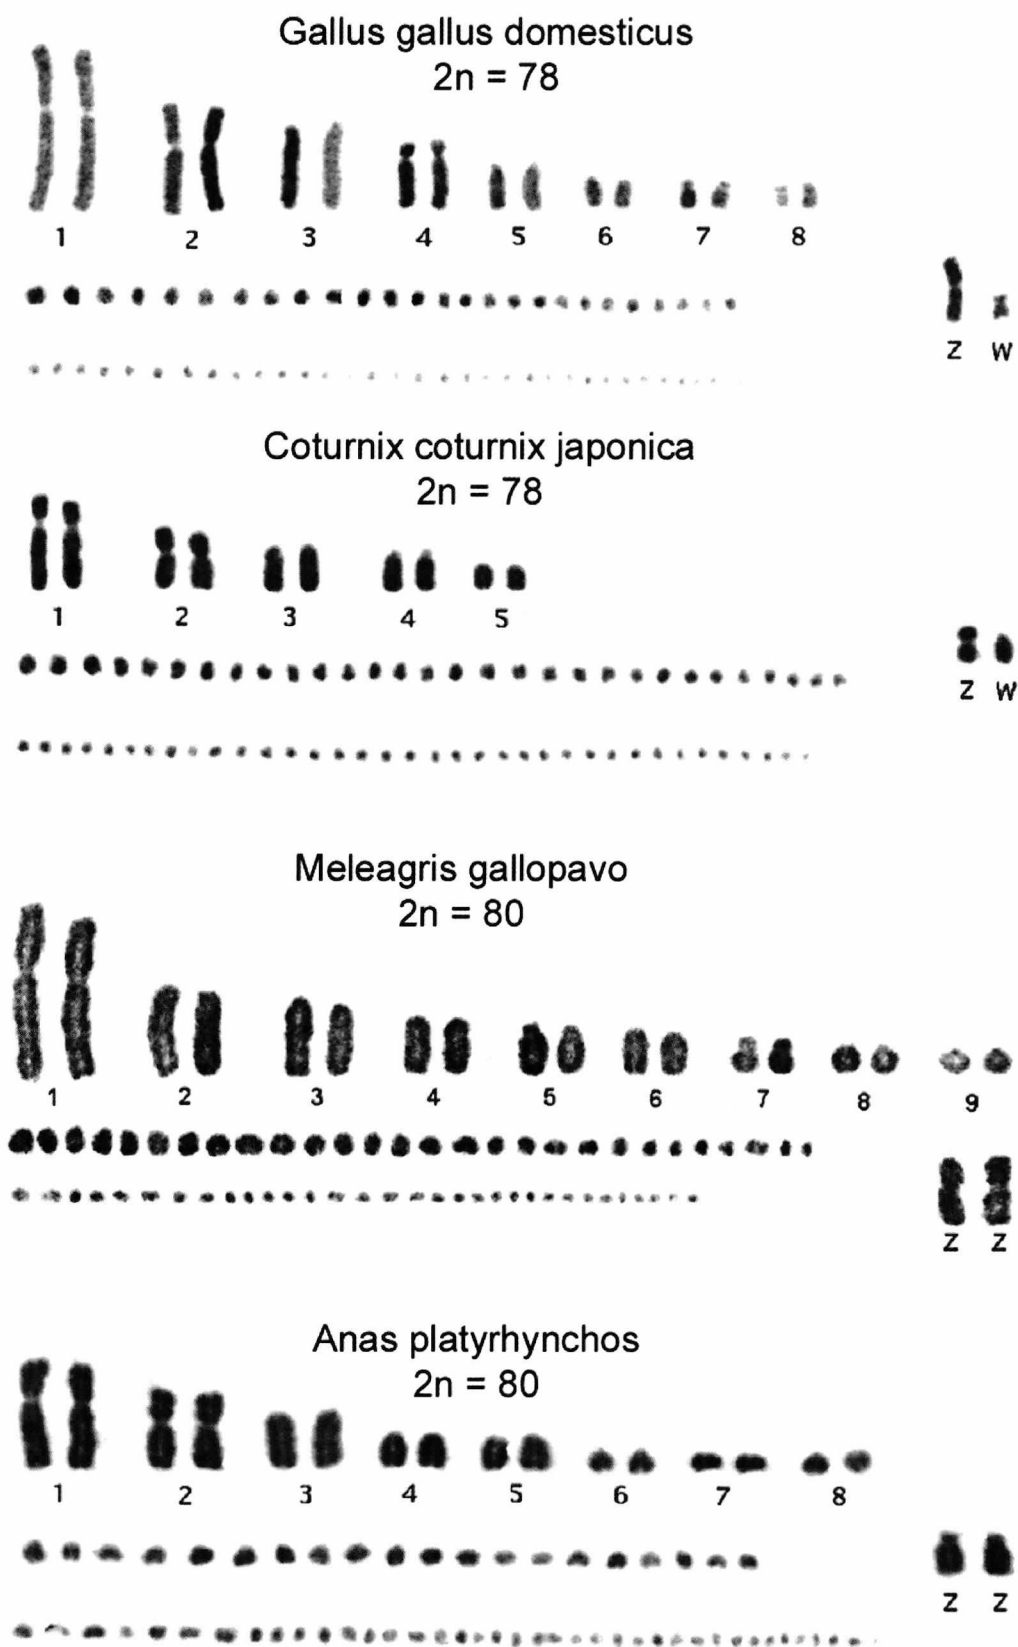 Gallus gallus domesticus
2n = 78
1 2 3 4 5 6 7 8
Z W
Coturnix coturnix japonica
2n = 78
1 2 3 4 5
Z W
Meleagris gallopavo
2n = 80
1 2 3 4 5 6 7 8 9
Z Z
Anas platyrhynchos
2n = 80
1 2 3 4 5 6 7 8
Z Z